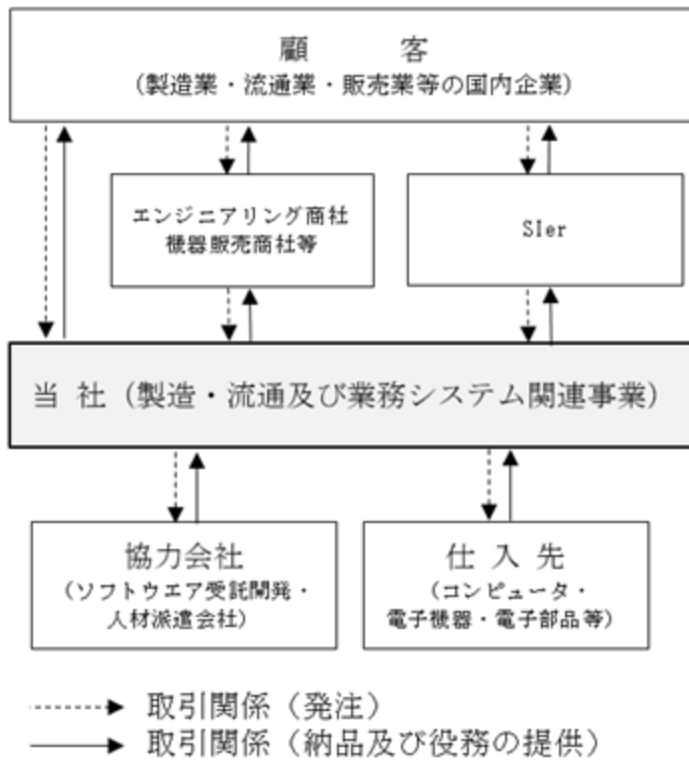 顧　客
(製造業・流通業・販売業等の国内企業)
エンジニアリング商社
機器販売商社等
SIer
当 社（製造・流通及び業務システム関連事業）
協力会社
(ソフトウエア受託開発・
人材派遣会社)
仕 入 先
(コンピュータ・
電子機器・電子部品等)
取引関係（発注）
取引関係（納品及び役務の提供）